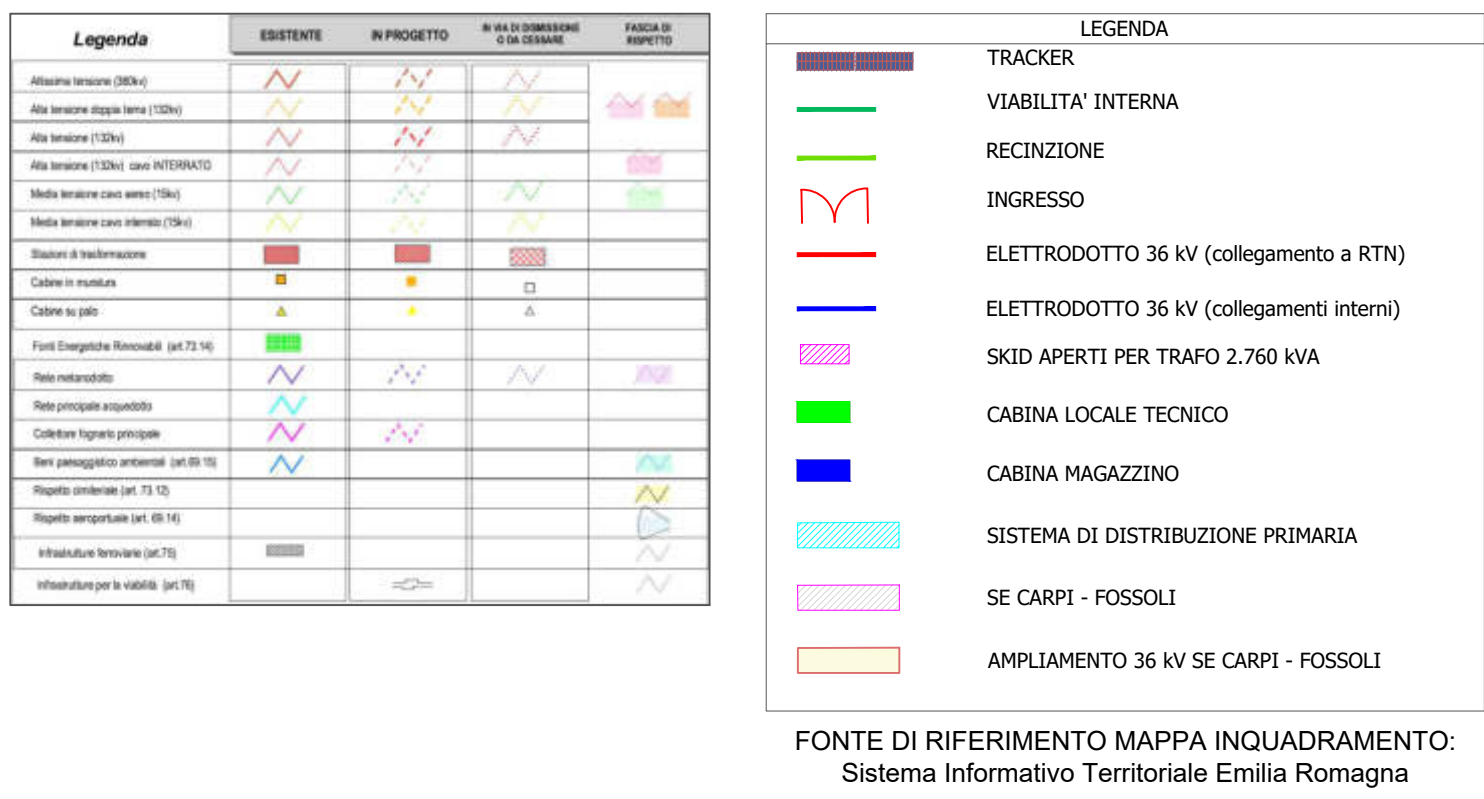 Legenda
ESISTENTE
IN PROGETTO
IN VIA DI DISMISSIONE
O DA CESSARE
FASCIA DI
RISPETTO
Altissima tensione (380kv)
Alta tensione doppia terna (132kv)
Alta tensione (132kv)
Alta tensione (132kv) cavo INTERRATO
Media tensione cavo aereo (15kv)
Media tensione cavo interrato (15kv)
Stazioni di trasformazione
Cabine in muratura
Cabine su palo
Fonti Energetiche Rinnovabili (art.73.14)
Rete metanodotto
Rete principale acquedotto
Collettore fognario principale
Beni paesaggistico ambientali (art.69.15)
Rispetto cimiteriale (art. 73.12)
Rispetto aeroportuale (art. 69.14)
Infrastrutture ferroviarie (art.75)
Infrastrutture per la viabilità (art.76)
LEGENDA
TRACKER
VIABILITA' INTERNA
RECINZIONE
INGRESSO
ELETTRODOTTO 36 kV (collegamento a RTN)
ELETTRODOTTO 36 kV (collegamenti interni)
SKID APERTI PER TRAFO 2.760 kVA
CABINA LOCALE TECNICO
CABINA MAGAZZINO
SISTEMA DI DISTRIBUZIONE PRIMARIA
SE CARPI - FOSSOLI
AMPLIAMENTO 36 kV SE CARPI - FOSSOLI
FONTE DI RIFERIMENTO MAPPA INQUADRAMENTO:
Sistema Informativo Territoriale Emilia Romagna